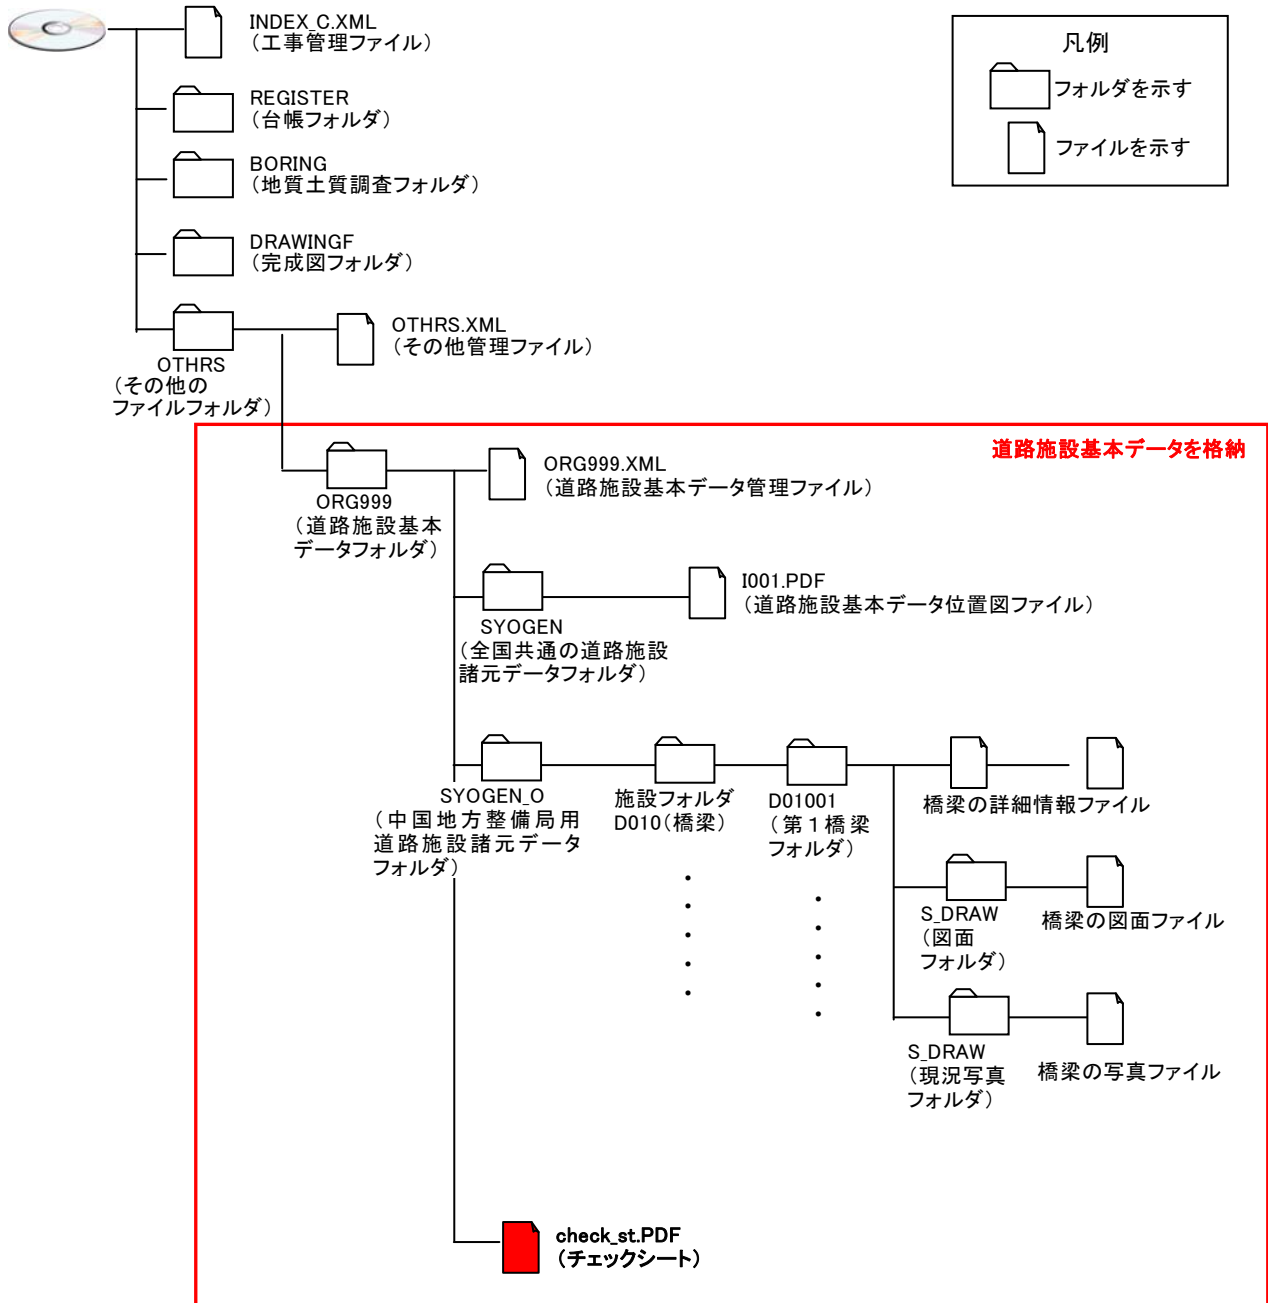 INDEX_C.XML
（工事管理ファイル）
凡例
フォルダを示す
ファイルを示す
REGISTER
（台帳フォルダ）
BORING
（地質土質調査フォルダ）
DRAWINGF
（完成図フォルダ）
OTHRS
（その他の
ファイルフォルダ）
OTHRS.XML
（その他管理ファイル）
道路施設基本データを格納
ORG999
（道路施設基本
データフォルダ）
ORG999.XML
（道路施設基本データ管理ファイル）
SYOGEN
（全国共通の道路施設
諸元データフォルダ）
I001.PDF
（道路施設基本データ位置図ファイル）
SYOGEN_O
（中国地方整備局用
道路施設諸元データ
フォルダ）
施設フォルダ
D010（橋梁）
D01001
（第１橋梁
フォルダ）
橋梁の詳細情報ファイル
S_DRAW
（図面
フォルダ）
橋梁の図面ファイル
S_DRAW
（現況写真
フォルダ）
橋梁の写真ファイル
check_st.PDF
（チェックシート）